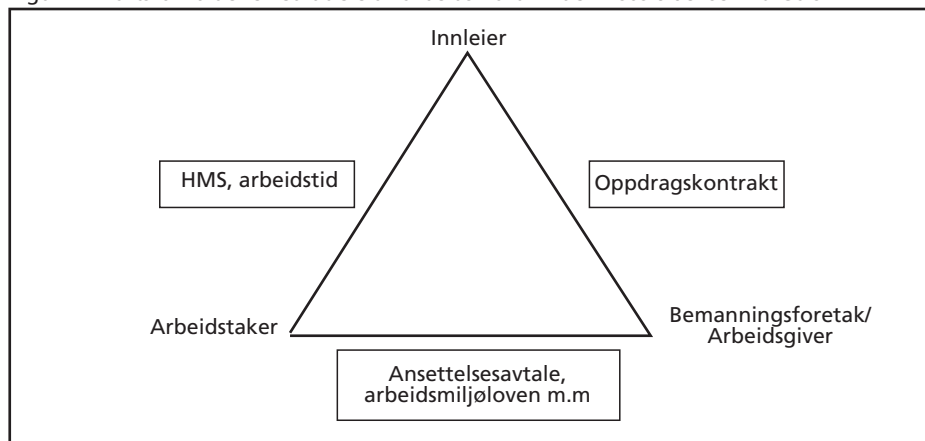 Innleier
HMS, arbeidstid
Oppdragskontrakt
Arbeidstaker
Bemanningsforetak/
Arbeidsgiver
Ansettelsesavtale,
arbeidsmiljøloven m.m